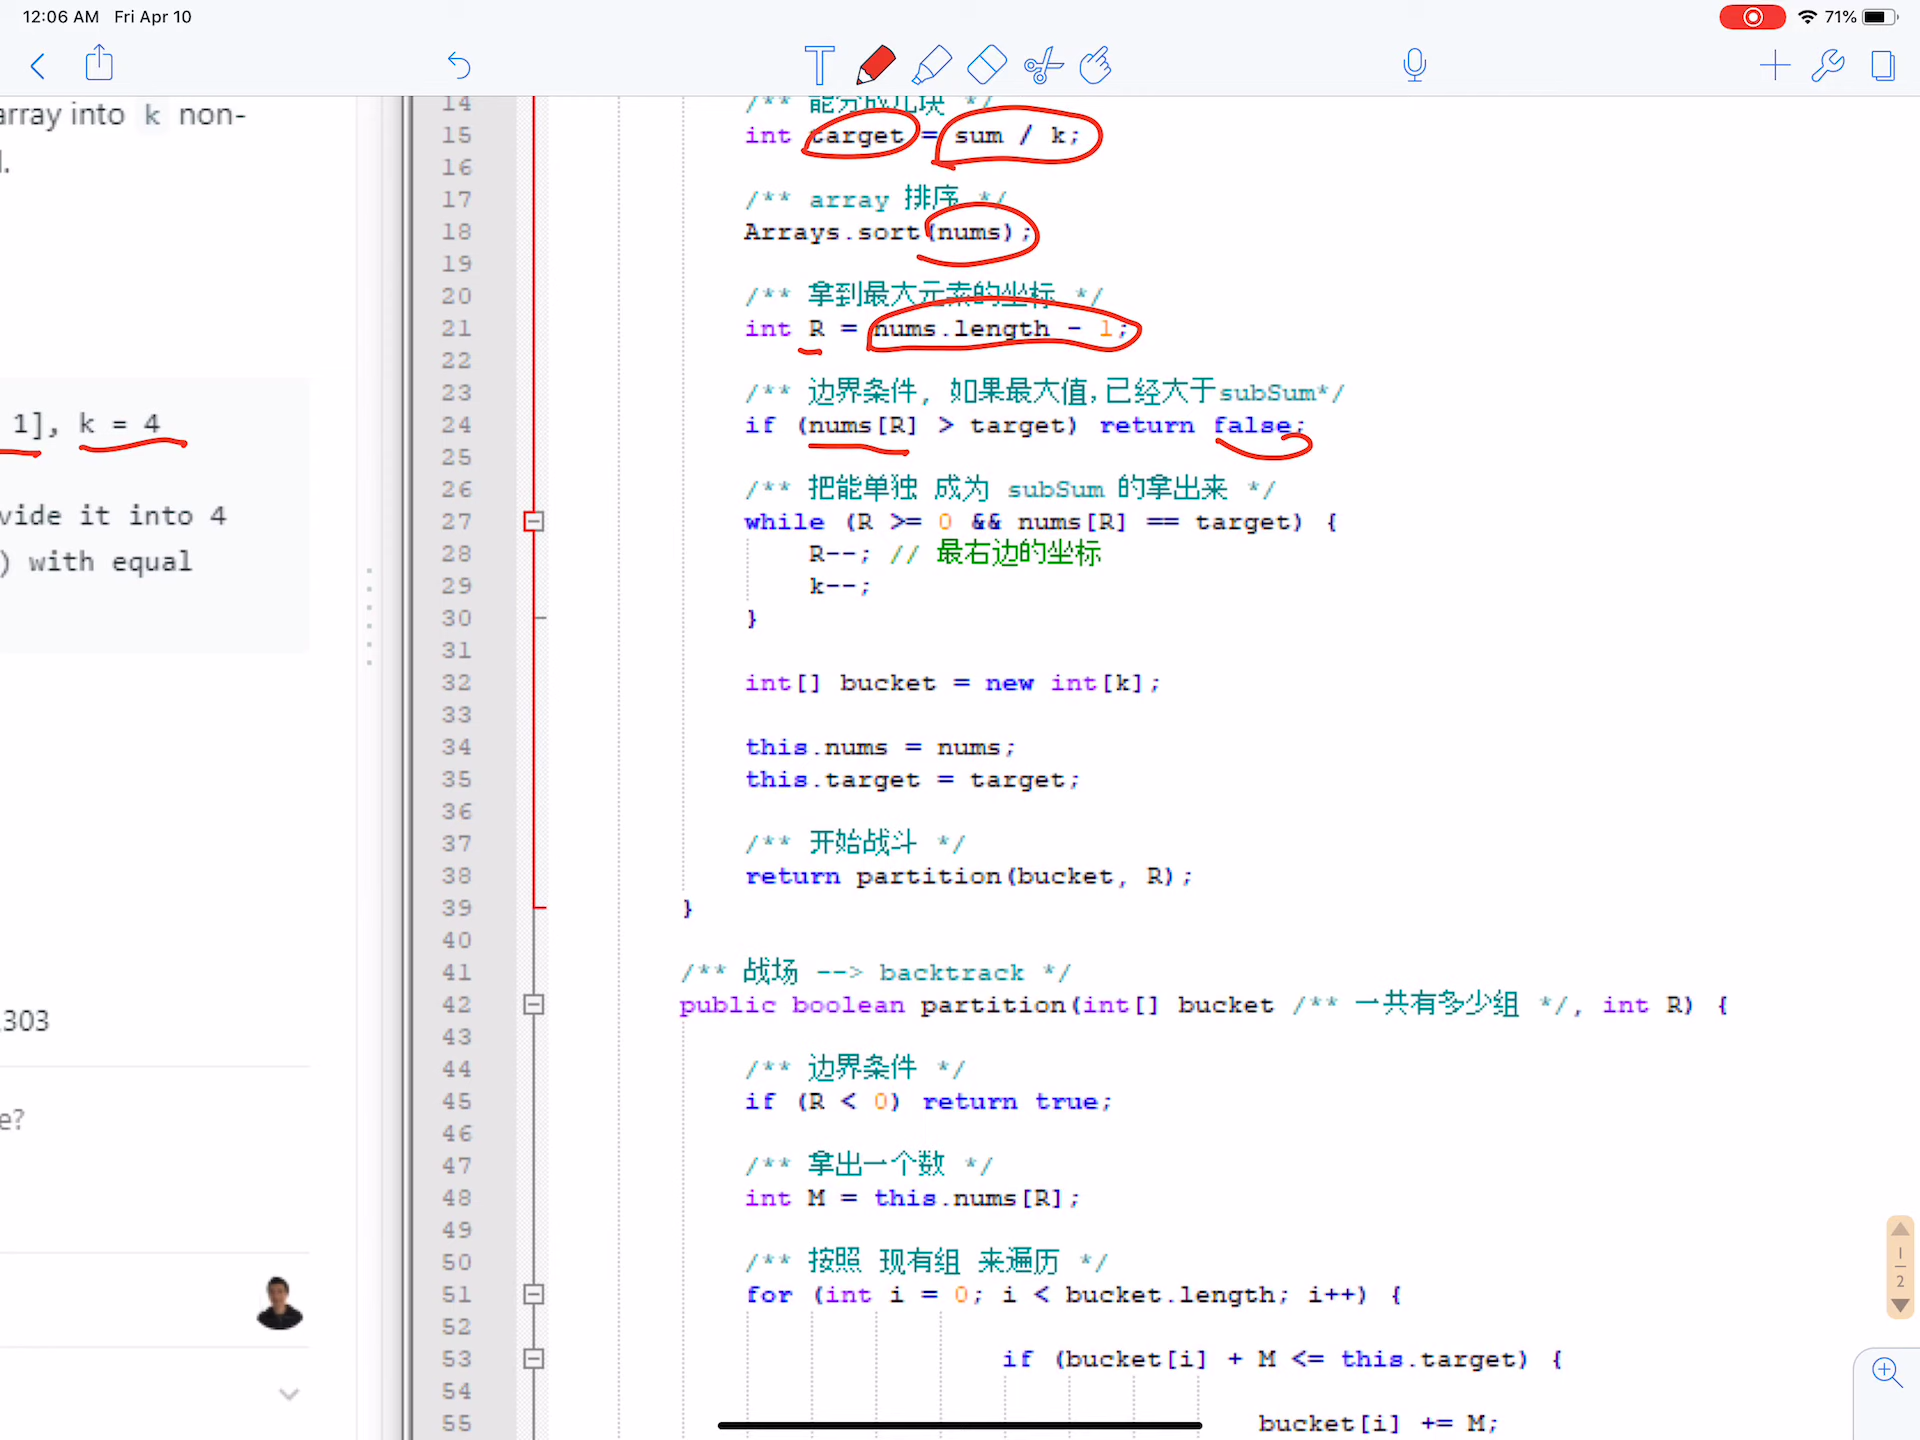 12:06 AM Fri Apr 10
71%
array into k non-
1], k = 4
vide it into 4
) with equal
303
e?
14 /** 能分成几块 */
15 int target = sum / k;
16
17 /** array 排序 */
18 Arrays.sort(nums);
19
20 /** 拿到最大元素的坐标 */
21 int R = nums.length - 1;
22
23 /** 边界条件, 如果最大值,已经大于subSum*/
24 if (nums[R] > target) return false;
25
26 /** 把能单独 成为 subSum 的拿出来 */
27 while (R >= 0 && nums[R] == target) {
28 R--; // 最右边的坐标
29 k--;
30 }
31
32 int[] bucket = new int[k];
33
34 this.nums = nums;
35 this.target = target;
36
37 /** 开始战斗 */
38 return partition(bucket, R);
39 }
40
41 /** 战场 --> backtrack */
42 public boolean partition(int[] bucket /** 一共有多少组 */, int R) {
43
44 /** 边界条件 */
45 if (R < 0) return true;
46
47 /** 拿出一个数 */
48 int M = this.nums[R];
49
50 /** 按照 现有组 来遍历 */
51 for (int i = 0; i < bucket.length; i++) {
52
53 if (bucket[i] + M <= this.target) {
54
55 bucket[i] += M;
1
2